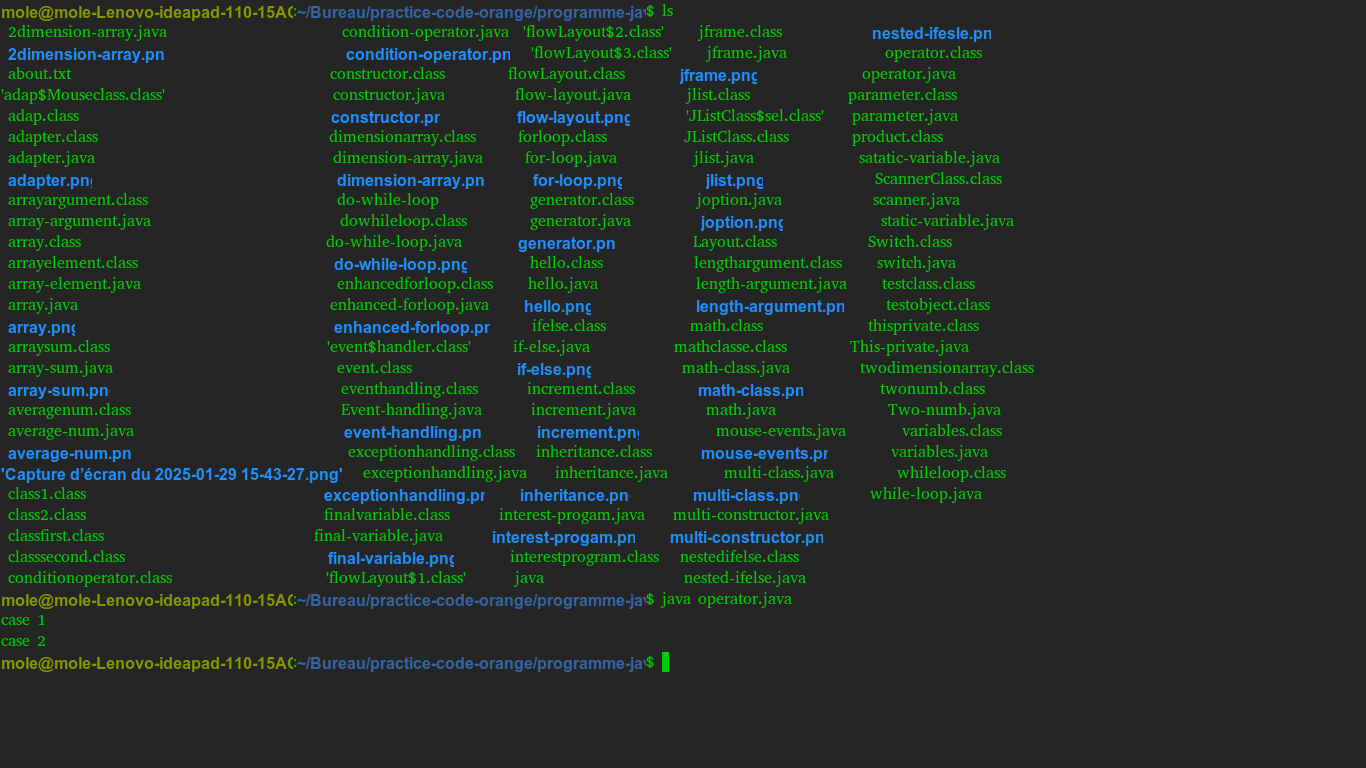 mole@mole-Lenovo-ideapad-110-15AC:~/Bureau/practice-code-orange/programme-jav$ ls
2dimension-array.java condition-operator.java 'flowLayout$2.class' jframe.class nested-ifesle.pn
2dimension-array.pn condition-operator.pn 'flowLayout$3.class' jframe.java operator.class
about.txt constructor.class flowLayout.class jframe.png operator.java
'adap$Mouseclass.class' constructor.java flow-layout.java jlist.class parameter.class
adap.class constructor.pr flow-layout.png 'JListClass$sel.class' parameter.java
adapter.class dimensionarray.class forloop.class JListClass.class product.class
adapter.java dimension-array.java for-loop.java jlist.java satatic-variable.java
adapter.png dimension-array.pn for-loop.png jlist.png ScannerClass.class
arrayargument.class do-while-loop generator.class joption.java scanner.java
array-argument.java dowhileloop.class generator.java joption.png static-variable.java
array.class do-while-loop.java generator.pn Layout.class Switch.class
arrayelement.class do-while-loop.png hello.class lengthargument.class switch.java
array-element.java enhancedforloop.class hello.java length-argument.java testclass.class
array.java enhanced-forloop.java hello.png length-argument.pn testobject.class
array.png enhanced-forloop.pr ifelse.class math.class thisprivate.class
arraysum.class 'event$handler.class' if-else.java mathclasse.class This-private.java
array-sum.java event.class if-else.png math-class.java twodimensionarray.class
array-sum.pn eventhandling.class increment.class math-class.pn twonumb.class
averagenum.class Event-handling.java increment.java math.java Two-numb.java
average-num.java event-handling.pn increment.png mouse-events.java variables.class
average-num.pn exceptionhandling.class inheritance.class mouse-events.pr variables.java
'Capture d'écran du 2025-01-29 15-43-27.png' exceptionhandling.java inheritance.java multi-class.java whileloop.class
class1.class exceptionhandling.pr inheritance.pn multi-class.pn while-loop.java
class2.class finalvariable.class interest-progam.java multi-constructor.java
classfirst.class final-variable.java interest-progam.pn multi-constructor.pn
classsecond.class final-variable.png interestprogram.class nestedifelse.class
conditionoperator.class 'flowLayout$1.class' java nested-ifelse.java
mole@mole-Lenovo-ideapad-110-15AC:~/Bureau/practice-code-orange/programme-jav$ java operator.java
case 1
case 2
mole@mole-Lenovo-ideapad-110-15AC:~/Bureau/practice-code-orange/programme-jav$